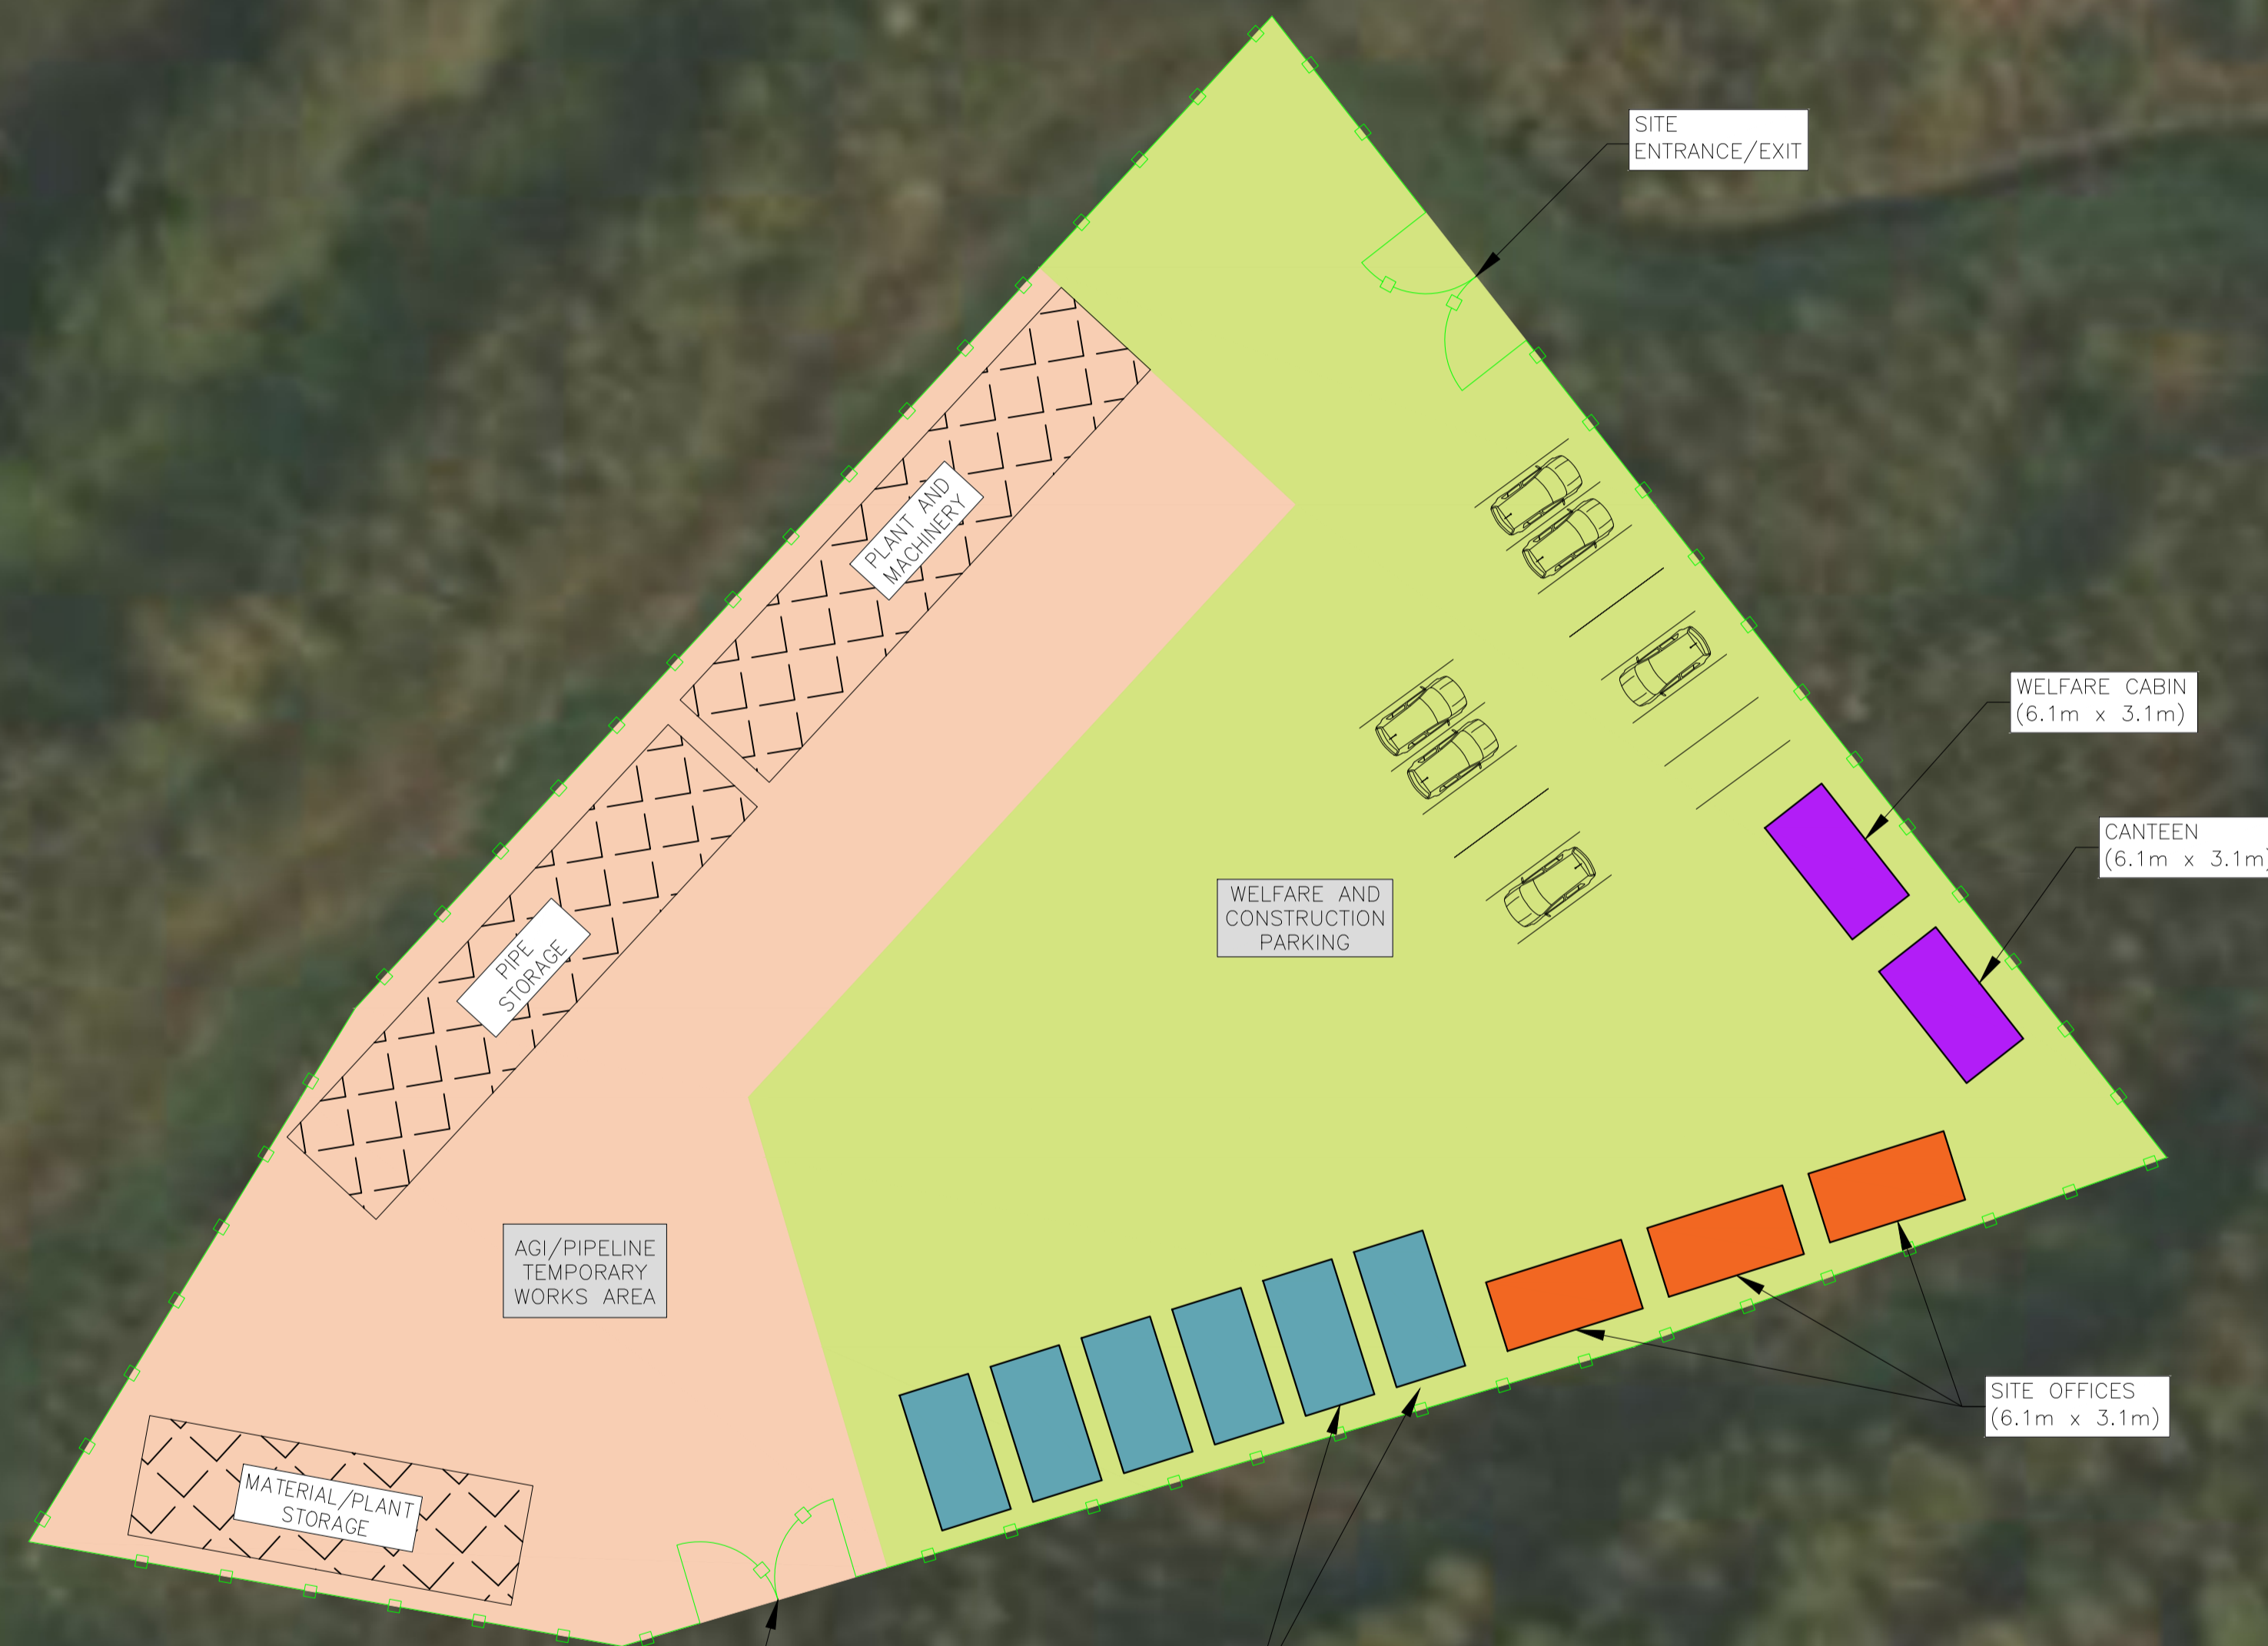 SITE
ENTRANCE/EXIT
PLANT AND
MACHINERY
WELFARE CABIN
(6.1m x 3.1m)
CANTEEN
(6.1m x 3.1m)
WELFARE AND
CONSTRUCTION
PARKING
PIPE
STORAGE
AGI/PIPELINE
TEMPORARY
WORKS AREA
SITE OFFICES
(6.1m x 3.1m)
MATERIAL/PLANT
STORAGE